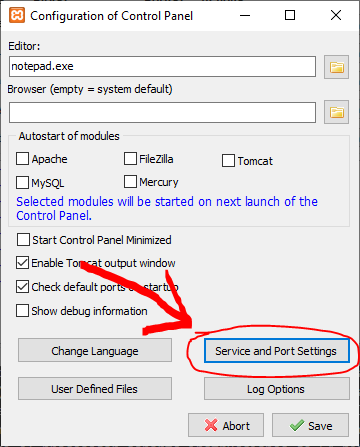 Configuration of Control Panel
Editor:
notepad.exe
Browser (empty = system default)
Autostart of modules
Apache
FileZilla
Tomcat
MySQL
Mercury
Selected modules will be started on next launch of the
Control Panel.
Start Control Panel Minimized
Enable Tomcat output window
Check default ports on startup
Show debug information
Change Language
Service and Port Settings
User Defined Files
Log Options
Abort
Save